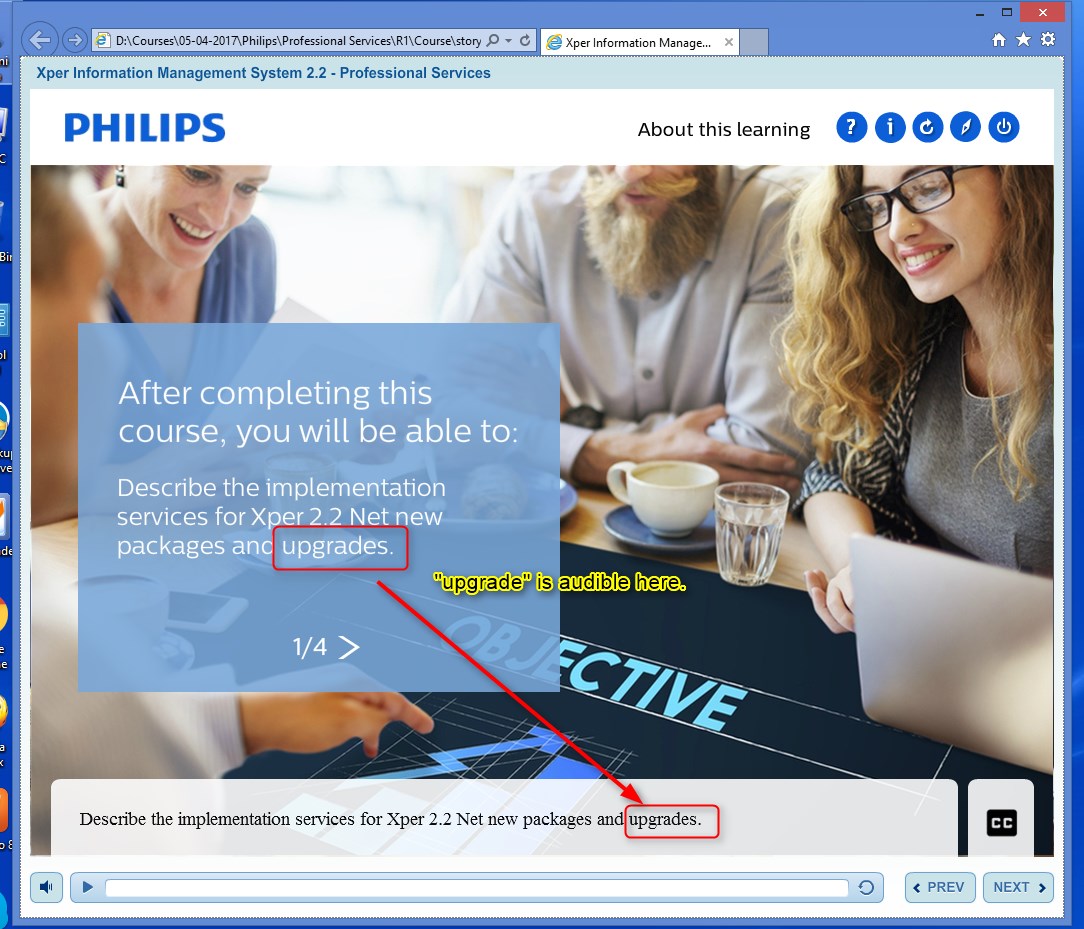 D:\Courses\05-04-2017\Philips\Professional Services\R1\Course\story
Xper Information Manage...
Xper Information Management System 2.2 - Professional Services
PHILIPS
About this learning
After completing this
course, you will be able to:
Describe the implementation
services for Xper 2.2 Net new
packages and upgrades.
"upgrade" is audible here.
1/4
OBJECTIVE
Describe the implementation services for Xper 2.2 Net new packages and upgrades.
CC
PREV
NEXT